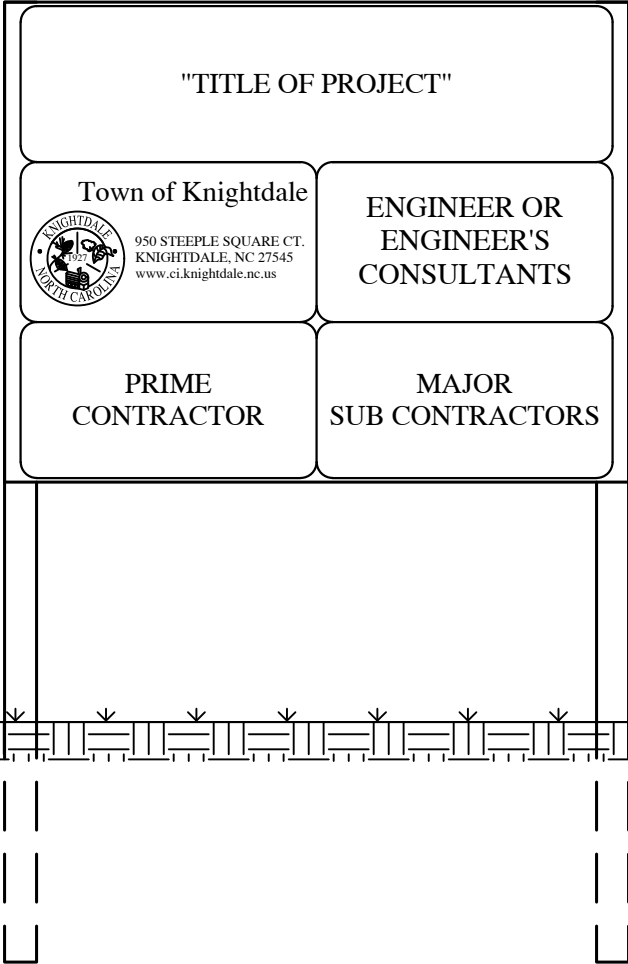 "TITLE OF PROJECT"
Town of Knightdale
KNIGHTDALE
1927
NORTH CAROLINA
950 STEEPLE SQUARE CT.
KNIGHTDALE, NC 27545
www.ci.knightdale.nc.us
ENGINEER OR
ENGINEER'S
CONSULTANTS
PRIME
CONTRACTOR
MAJOR
SUB CONTRACTORS